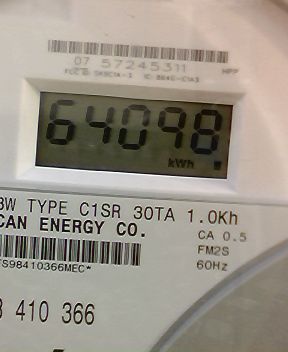 07 57245311
64098
kWh
3W TYPE C1SR 30TA 1.0Kh
CAN ENERGY CO.
CA 0.5
FM2S
60Hz
TS98410366MEC*
410 366